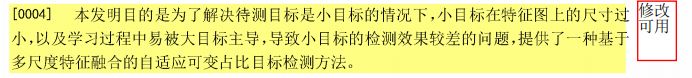 [0004] 本发明目的是为了解决待测目标是小目标的情况下,小目标在特征图上的尺寸过
小,以及学习过程中易被大目标主导,导致小目标的检测效果较差的问题,提供了一种基于
多尺度特征融合的自适应可变占比目标检测方法。
修改
可用